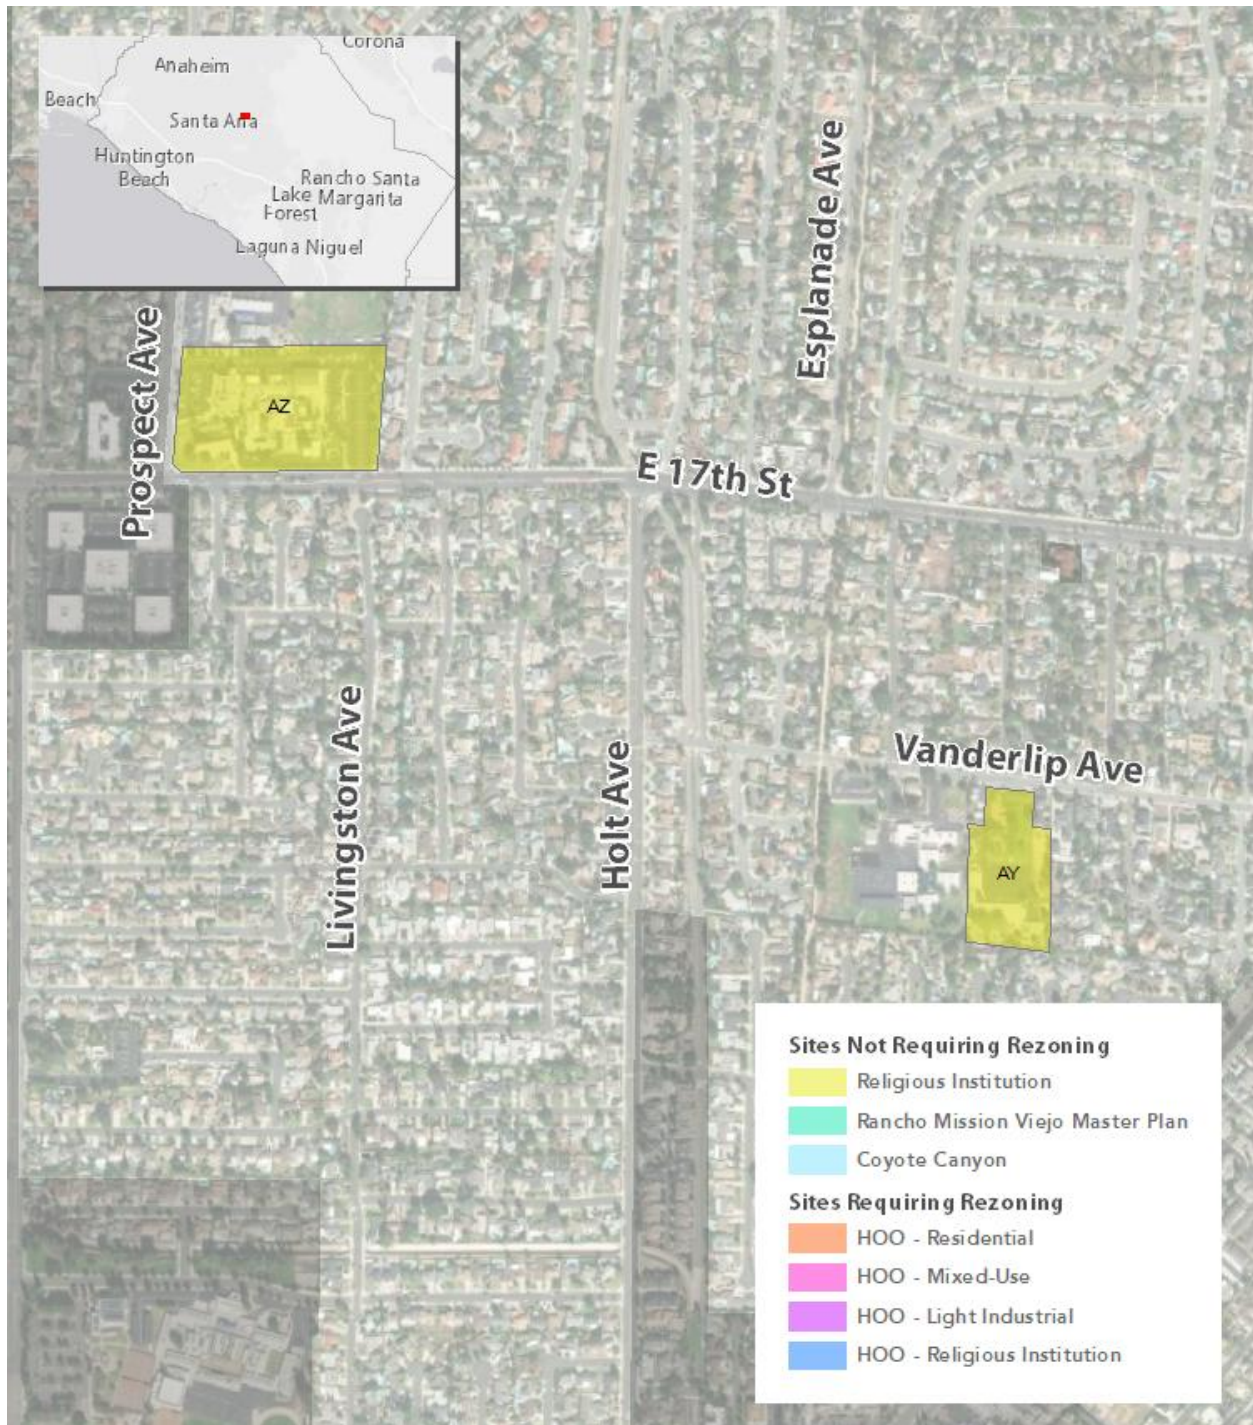 Corona
Anaheim
Beach
Santa Ana
Huntington
Beach
Rancho Santa
Lake Margarita
Forest
Laguna Niguel
Esplanade Ave
Prospect Ave
AZ
E 17th St
Vanderlip Ave
Livingston Ave
Holt Ave
AY
Sites Not Requiring Rezoning
Religious Institution
Rancho Mission Viejo Master Plan
Coyote Canyon
Sites Requiring Rezoning
HOO - Residential
HOO - Mixed-Use
HOO - Light Industrial
HOO - Religious Institution